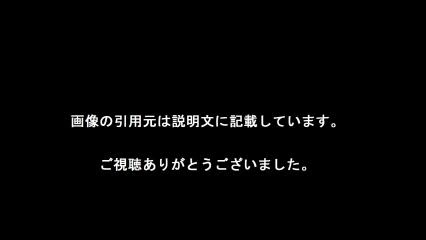 画像の引用元は説明文に記載しています。
ご視聴ありがとうございました。